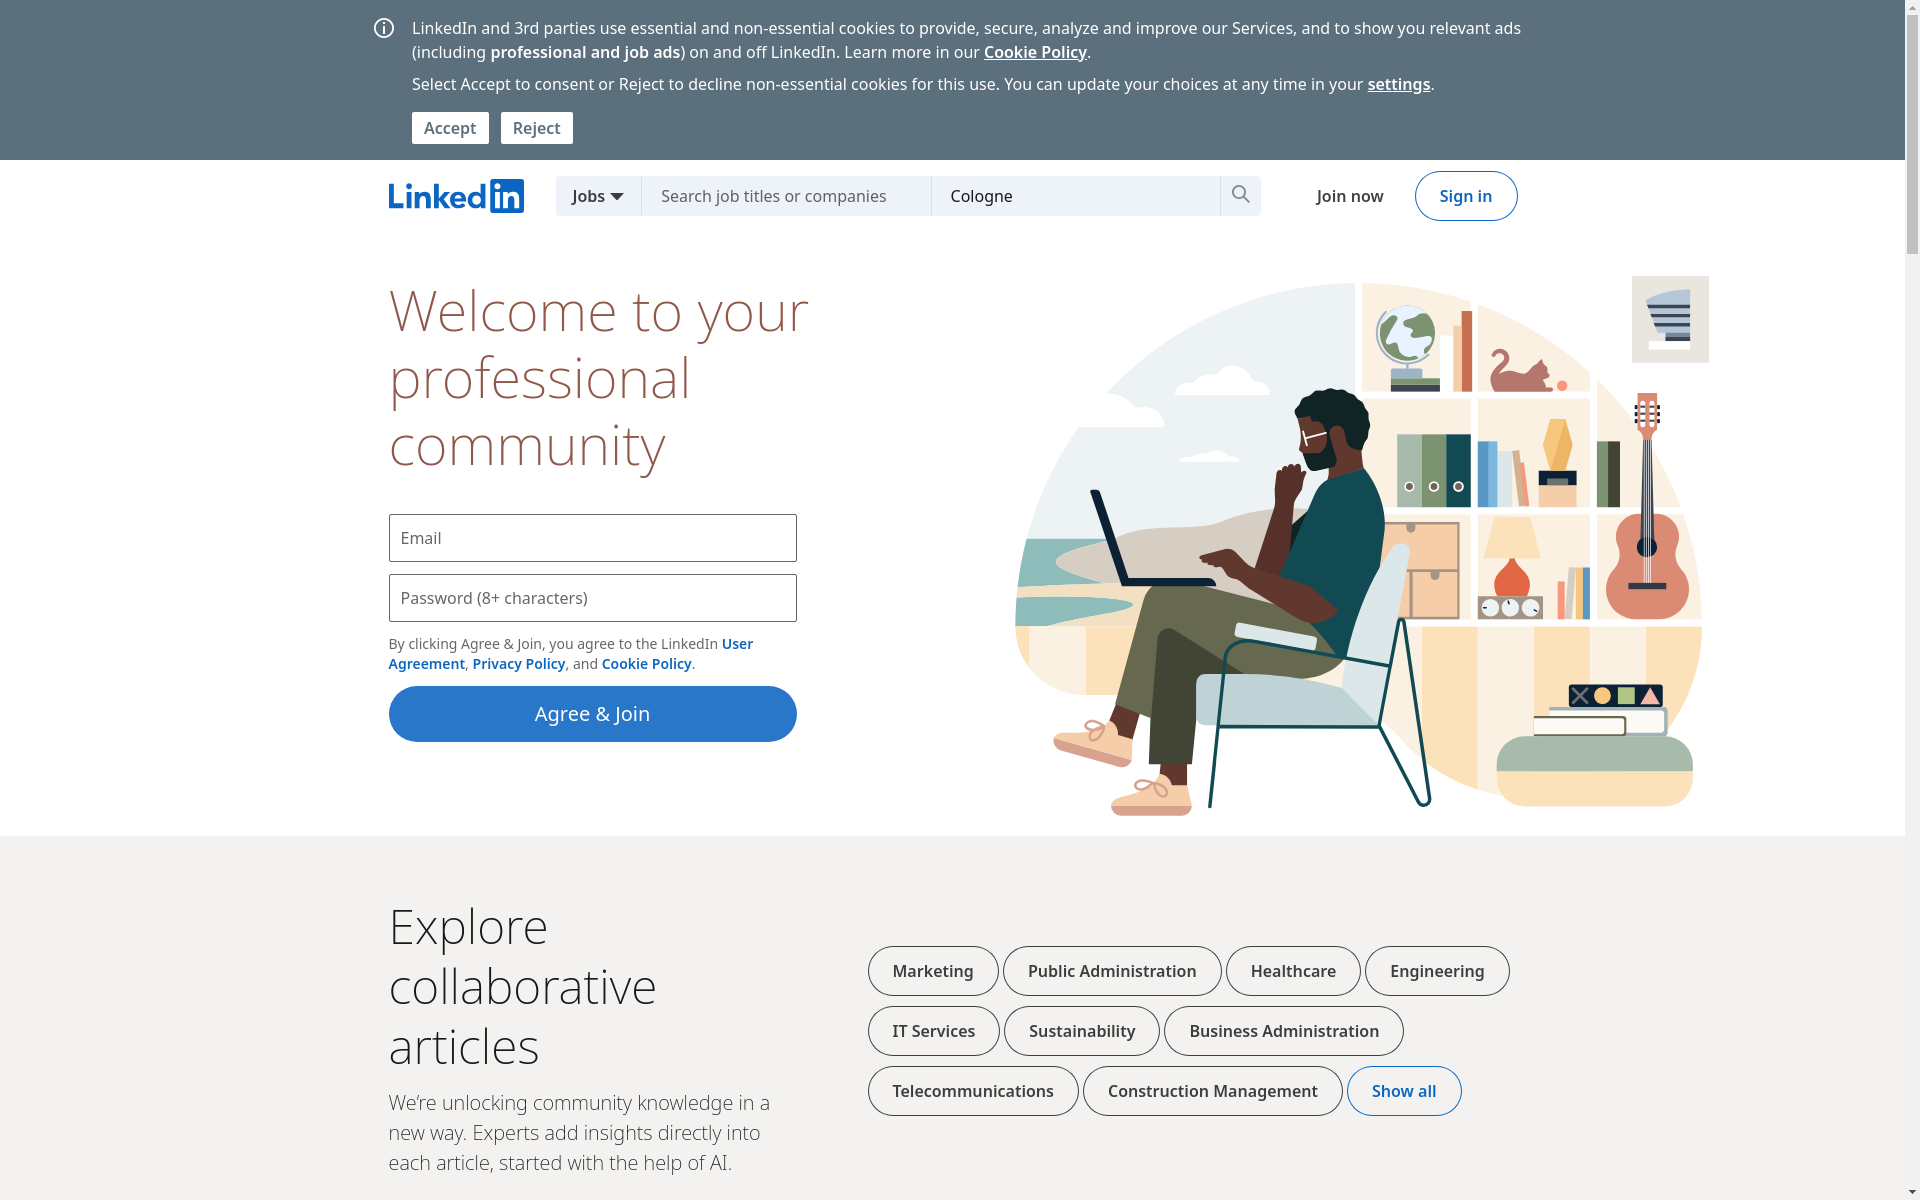 LinkedIn and 3rd parties use essential and non-essential cookies to provide, secure, analyze and improve our Services, and to show you relevant ads
(including professional and job ads) on and off LinkedIn. Learn more in our Cookie Policy.
Select Accept to consent or Reject to decline non-essential cookies for this use. You can update your choices at any time in your settings.
Accept Reject
Linkedin Jobs Search job titles or companies Cologne Join now Sign in
Welcome to your
professional
community
Email
Password (8+ characters)
By clicking Agree & Join, you agree to the LinkedIn User
Agreement, Privacy Policy, and Cookie Policy.
Agree & Join
Explore
collaborative
articles
We’re unlocking community knowledge in a
new way. Experts add insights directly into
each article, started with the help of AI.
Marketing Public Administration Healthcare Engineering
IT Services Sustainability Business Administration
Telecommunications Construction Management Show all